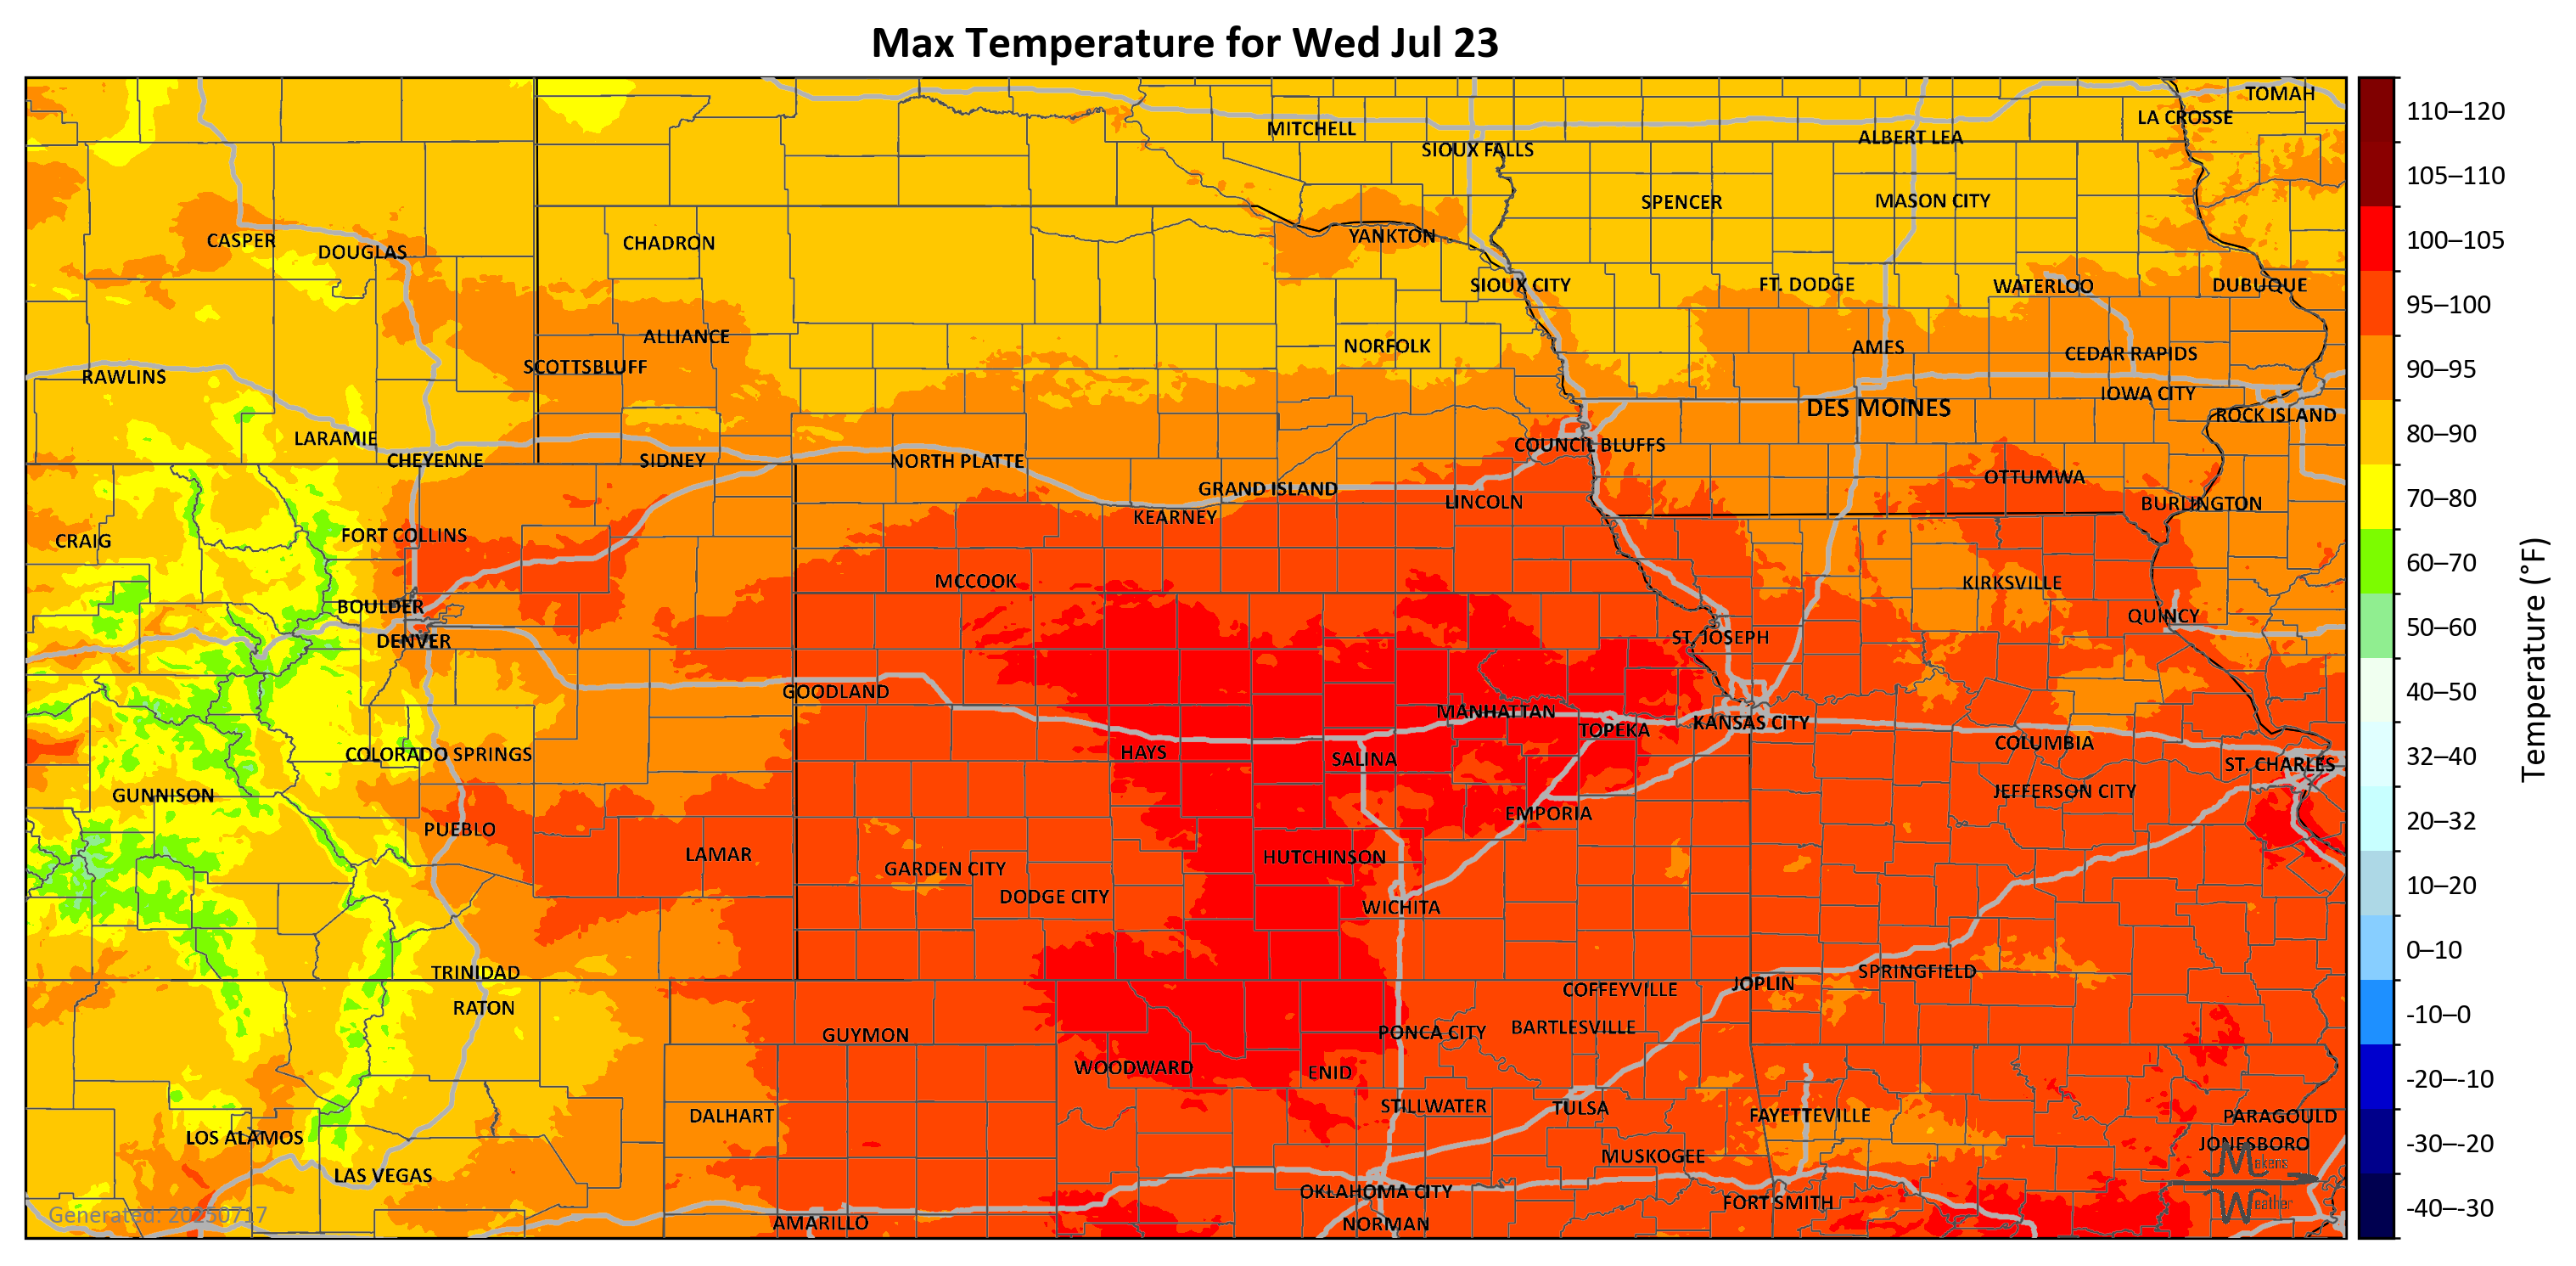 Max Temperature for Wed Jul 23
TOMAH
LA CROSSE
MITCHELL
ALBERT LEA
SIOUX FALLS
SPENCER
MASON CITY
CASPER
DOUGLAS
CHADRON
YANKTON
SIOUX CITY
FT. DODGE
WATERLOO
DUBUQUE
ALLIANCE
NORFOLK
AMES
CEDAR RAPIDS
SCOTTSBLUFF
RAWLINS
IOWA CITY
DES MOINES
ROCK ISLAND
LARAMIE
COUNCIL BLUFFS
CHEYENNE
SIDNEY
NORTH PLATTE
OTTUMWA
GRAND ISLAND
LINCOLN
BURLINGTON
KEARNEY
FORT COLLINS
CRAIG
MCCOOK
KIRKSVILLE
BOULDER
QUINCY
DENVER
ST. JOSEPH
GOODLAND
MANHATTAN
KANSAS CITY
TOPEKA
COLUMBIA
HAYS
COLORADO SPRINGS
SALINA
ST. CHARLES
JEFFERSON CITY
GUNNISON
EMPORIA
PUEBLO
LAMAR
HUTCHINSON
GARDEN CITY
DODGE CITY
WICHITA
TRINIDAD
SPRINGFIELD
JOPLIN
COFFEYVILLE
RATON
BARTLESVILLE
PONCA CITY
GUYMON
WOODWARD
ENID
STILLWATER
TULSA
DALHART
FAYETTEVILLE
PARAGOULD
LOS ALAMOS
JONESBORO
MUSKOGEE
LAS VEGAS
OKLAHOMA CITY
FORT SMITH
AMARILLO
NORMAN
Makens
Weather
Generated: 20250717
110–120
105–110
100–105
95–100
90–95
80–90
70–80
60–70
50–60
40–50
32–40
20–32
10–20
0–10
-10–0
-20–-10
-30–-20
-40–-30
Temperature (°F)